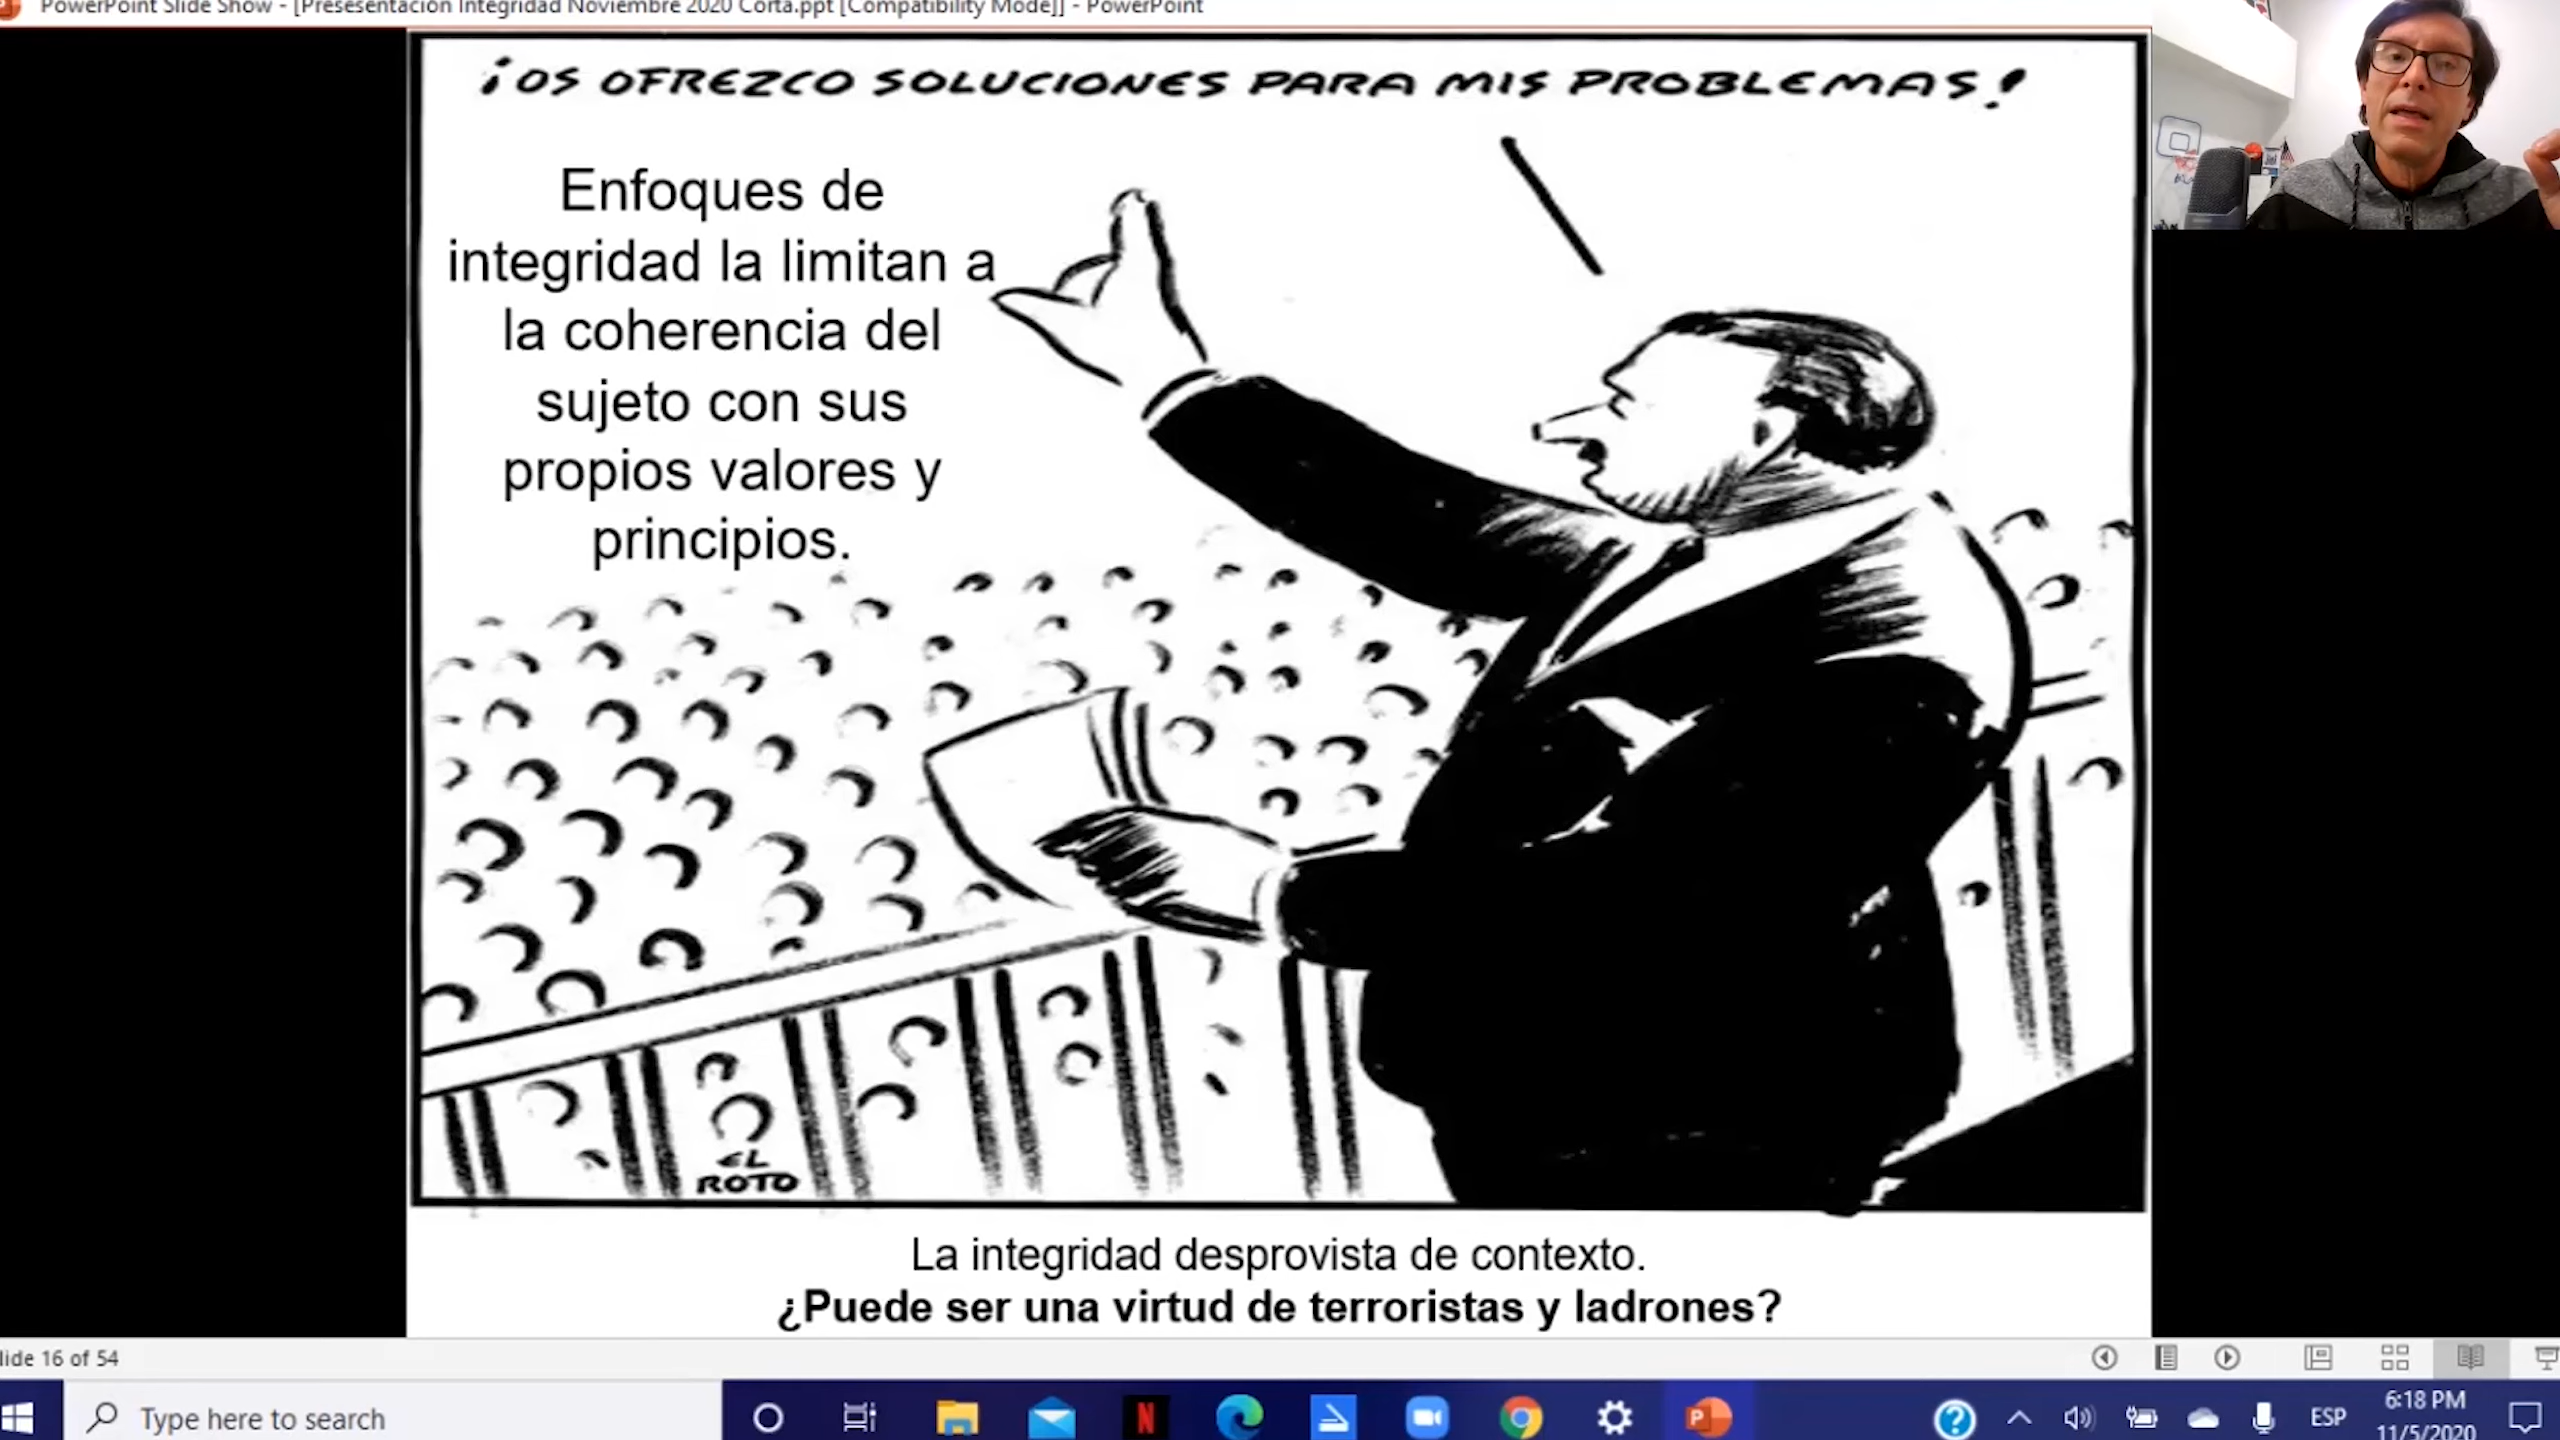 PowerPoint Slide Show - [Presesentación Integridad Noviembre 2020 Corta.ppt [Compatibility Mode]] - PowerPoint
¡OS OFREZCO SOLUCIONES PARA MIS PROBLEMAS!
Enfoques de
integridad la limitan a
la coherencia del
sujeto con sus
propios valores y
principios.
EL
ROTO
La integridad desprovista de contexto.
¿Puede ser una virtud de terroristas y ladrones?
lide 16 of 54
Type here to search
ESP
6:18 PM
11/5/2020